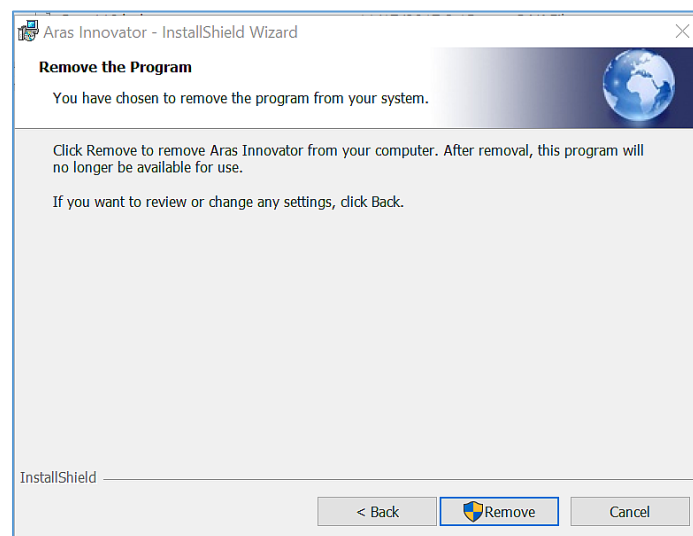 Aras Innovator - InstallShield Wizard
Remove the Program
You have chosen to remove the program from your system.
Click Remove to remove Aras Innovator from your computer. After removal, this program will
no longer be available for use.
If you want to review or change any settings, click Back.
InstallShield
< Back
Remove
Cancel